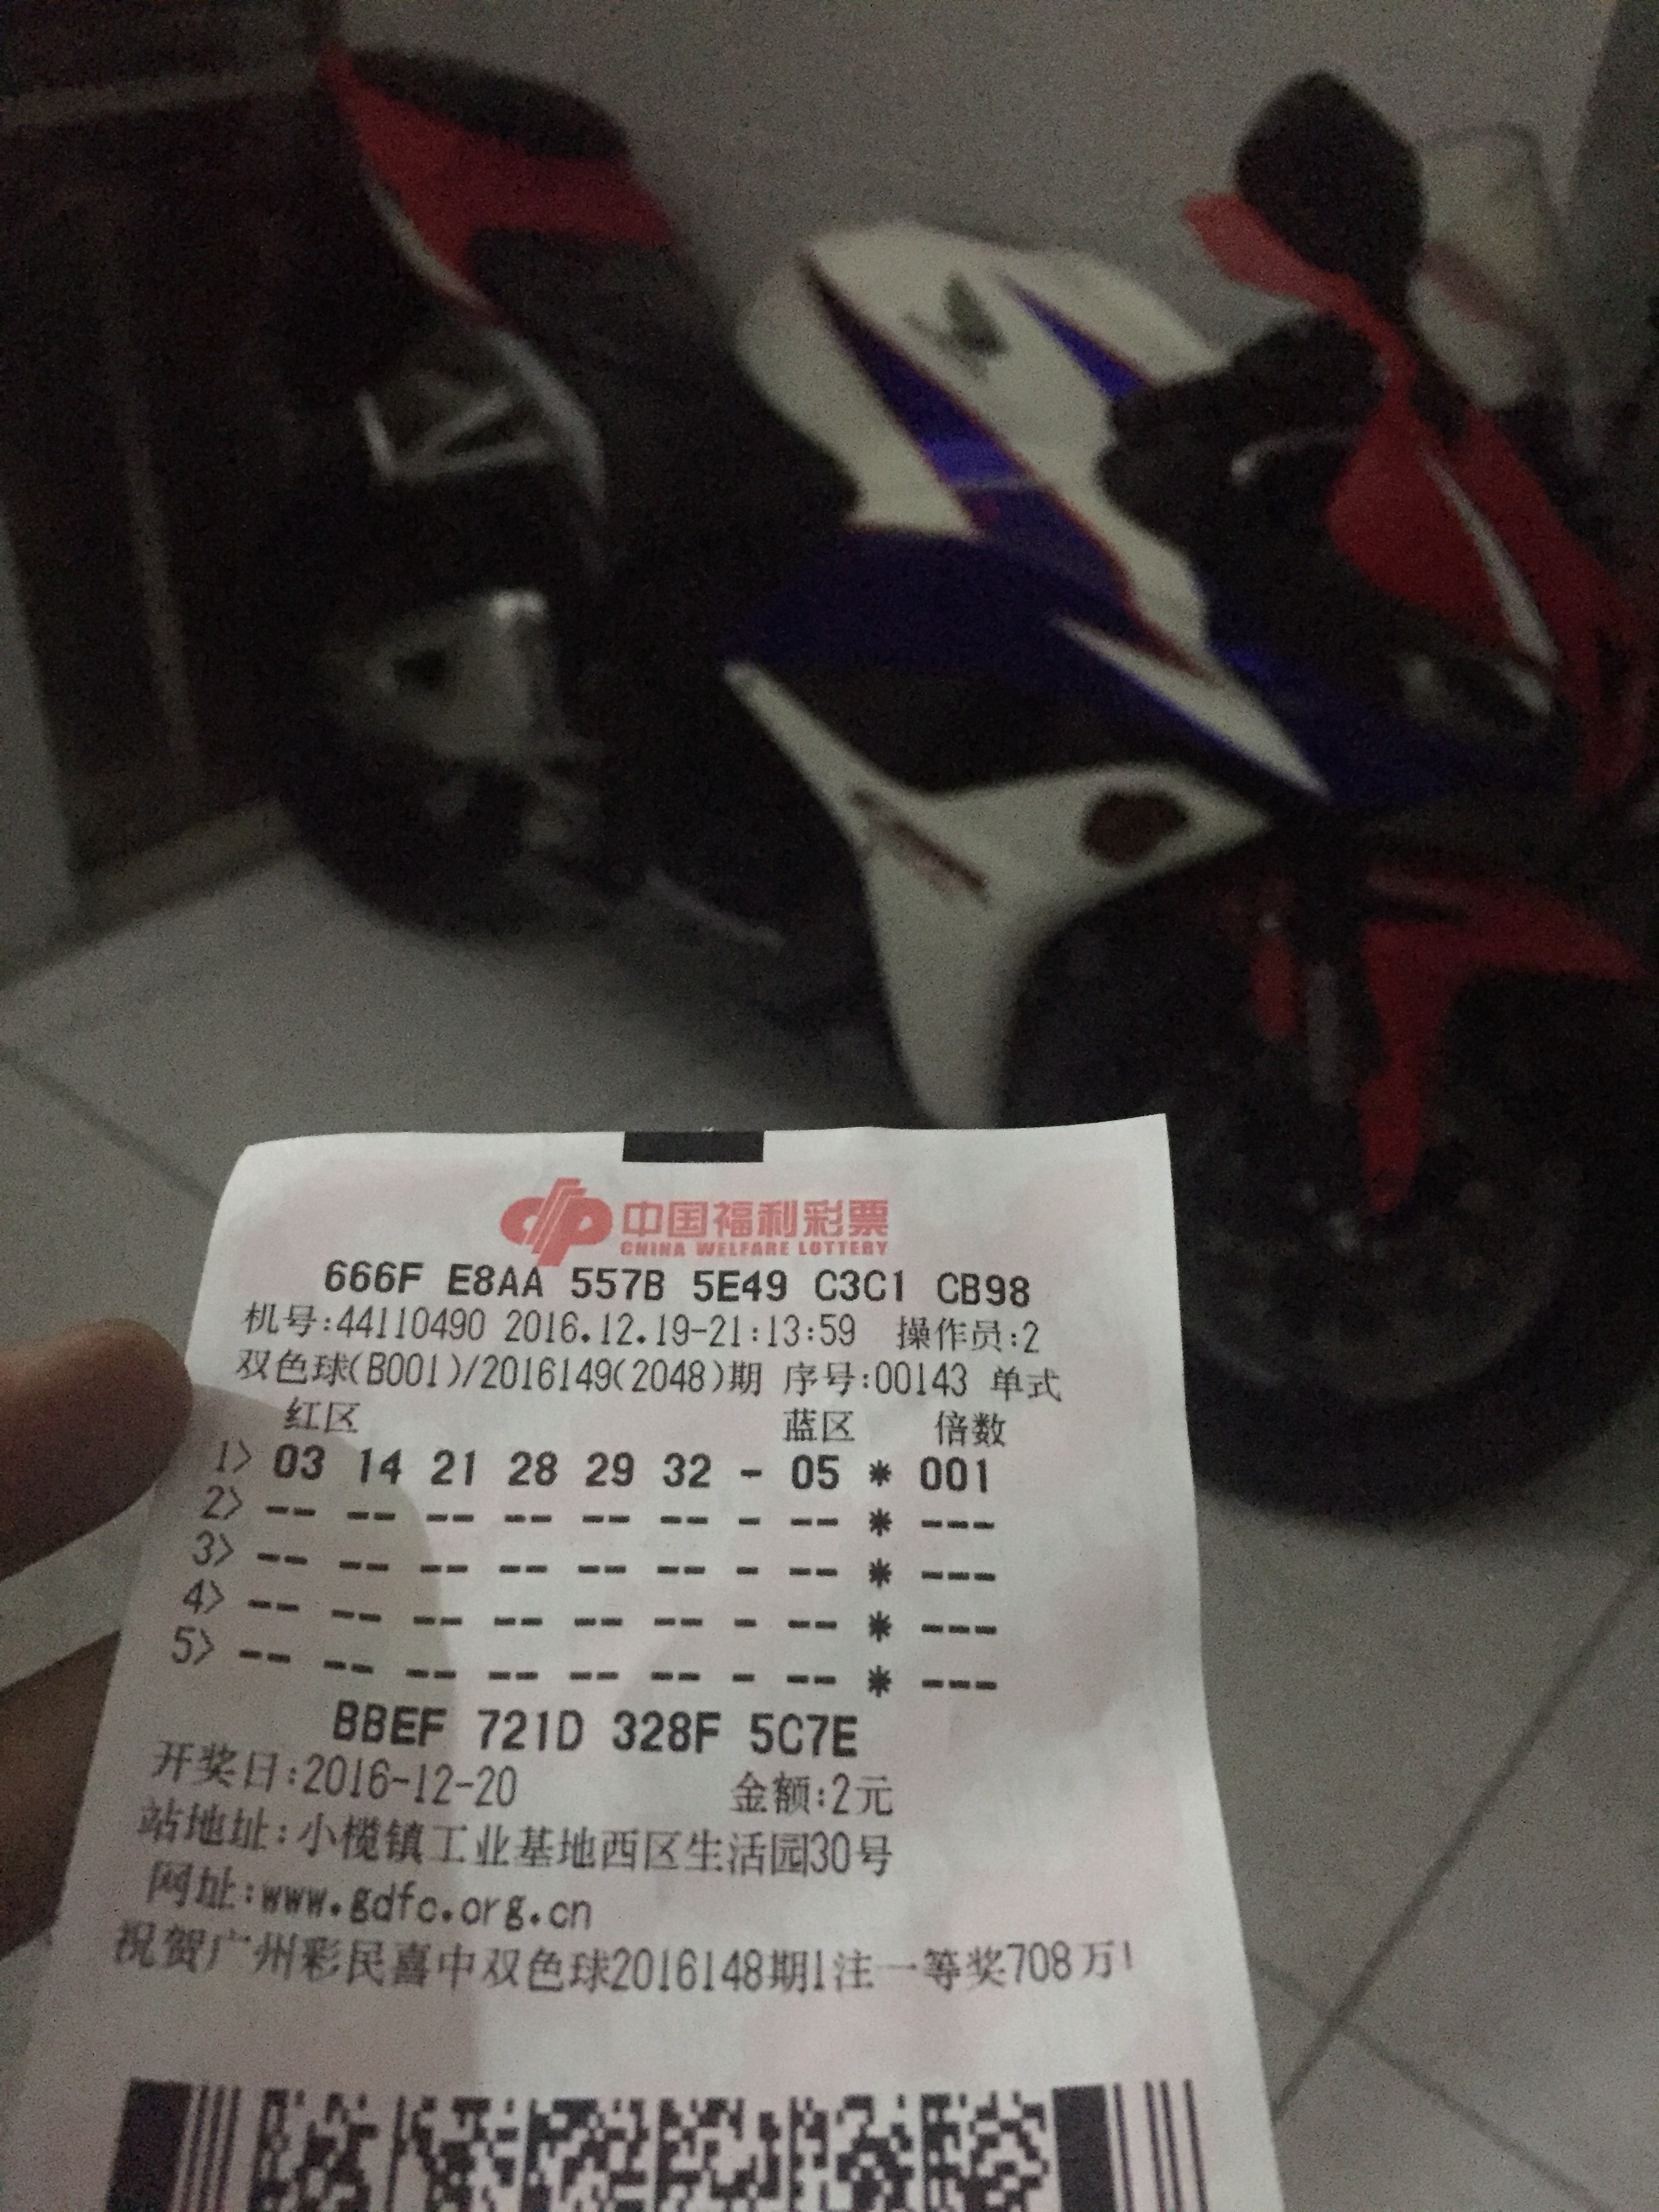 中国福利彩票
CHINA WELFARE LOTTERY
666F E8AA 557B 5E49 C3C1 CB98
机号:44110490 2016.12.19-21:13:59 操作员:2
双色球(B001)/2016149(2048)期 序号:00143 单式
红区 蓝区 倍数
1> 03 14 21 28 29 32 - 05 * 001
2> -- -- -- -- -- -- - -- * ---
3> -- -- -- -- -- -- - -- * ---
4> -- -- -- -- -- -- - -- * ---
5> -- -- -- -- -- -- - -- * ---
BBEF 721D 328F 5C7E
开奖日:2016-12-20 金额:2元
站地址:小榄镇工业基地西区生活园30号
网址:www.gdfc.org.cn
祝贺广州彩民喜中双色球2016148期1注一等奖708万!